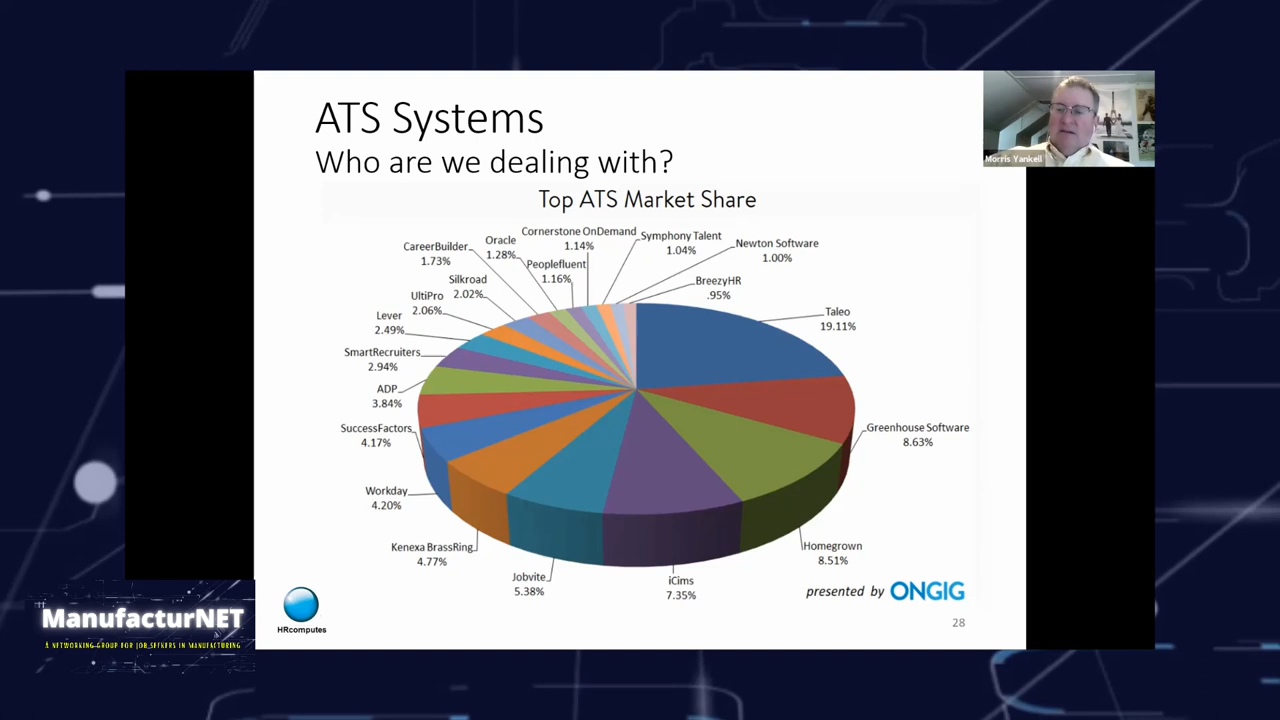 ATS Systems
Who are we dealing with?
Morris Yankell
Top ATS Market Share
Cornerstone OnDemand
1.14%
Symphony Talent
1.04%
Newton Software
1.00%
Oracle
1.28%
CareerBuilder
1.73%
Peoplefluent
1.16%
BreezyHR
.95%
Silkroad
2.02%
UltiPro
2.06%
Taleo
19.11%
Lever
2.49%
SmartRecruiters
2.94%
ADP
3.84%
SuccessFactors
4.17%
Greenhouse Software
8.63%
Workday
4.20%
Kenexa BrassRing
4.77%
Homegrown
8.51%
Jobvite
5.38%
iCims
7.35%
presented by ONGIG
HRcomputes
28
ManufacturNET
A NETWORKING GROUP FOR JOB SEEKERS IN MANUFACTURING